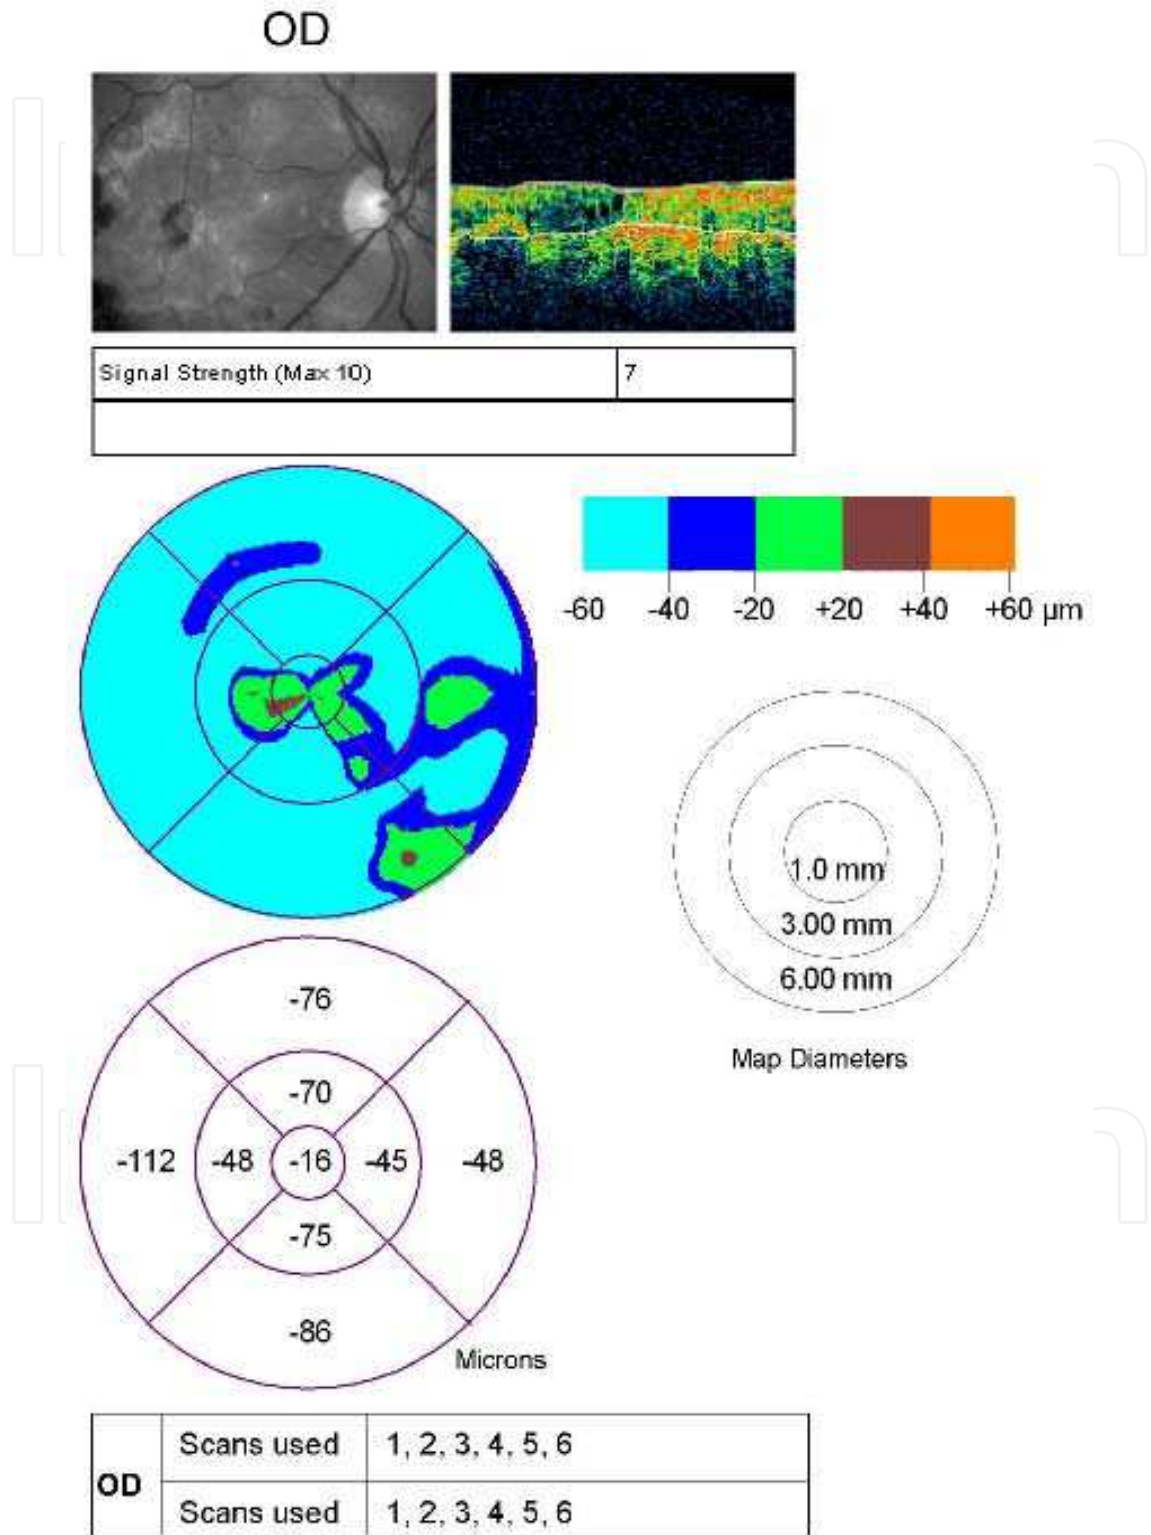 OD
Signal Strength (Max 10) 7
-60 -40 -20 +20 +40 +60 µm
1.0 mm
3.00 mm
6.00 mm
Map Diameters
-76
-70
-112 -48 -16 -45 -48
-75
-86
Microns
OD
Scans used 1, 2, 3, 4, 5, 6
Scans used 1, 2, 3, 4, 5, 6